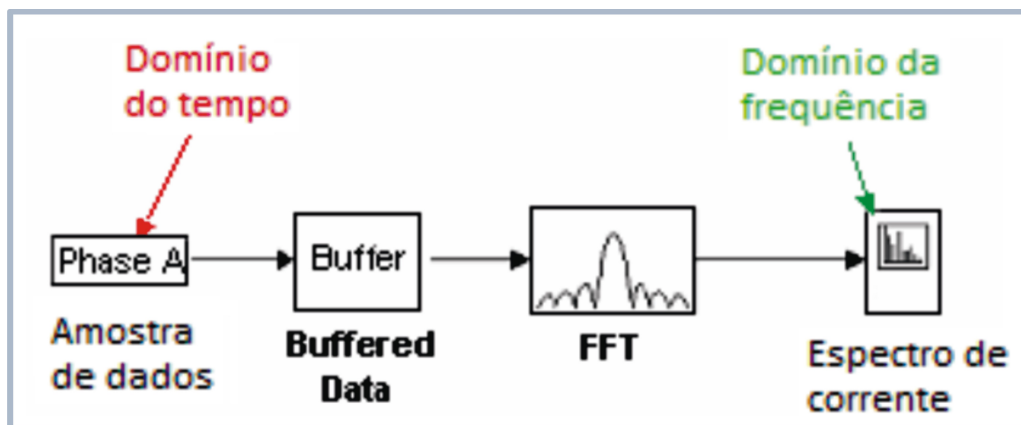 Domínio
do tempo
Domínio da
frequência
Phase A
Buffer
Amostra
de dados
Buffered
Data
FFT
Espectro de
corrente